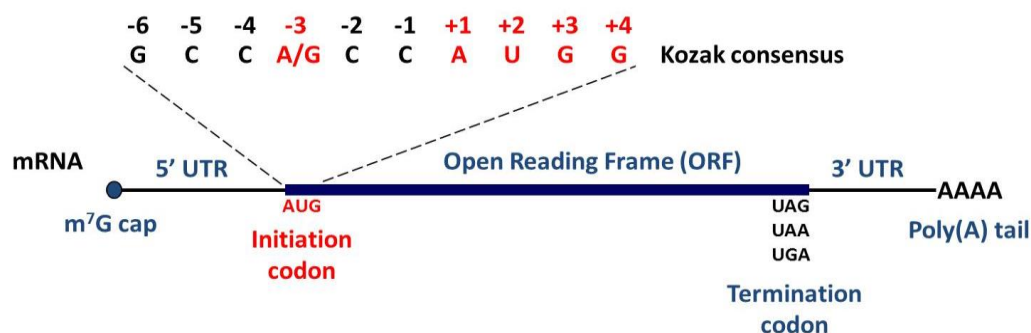 -6 -5 -4 -3 -2 -1 +1 +2 +3 +4
G C C A/G C C A U G G Kozak consensus
mRNA
5' UTR
Open Reading Frame (ORF)
3' UTR
AAAA
m⁷G cap
AUG
Initiation
codon
UAG
UAA
UGA
Termination
codon
Poly(A) tail